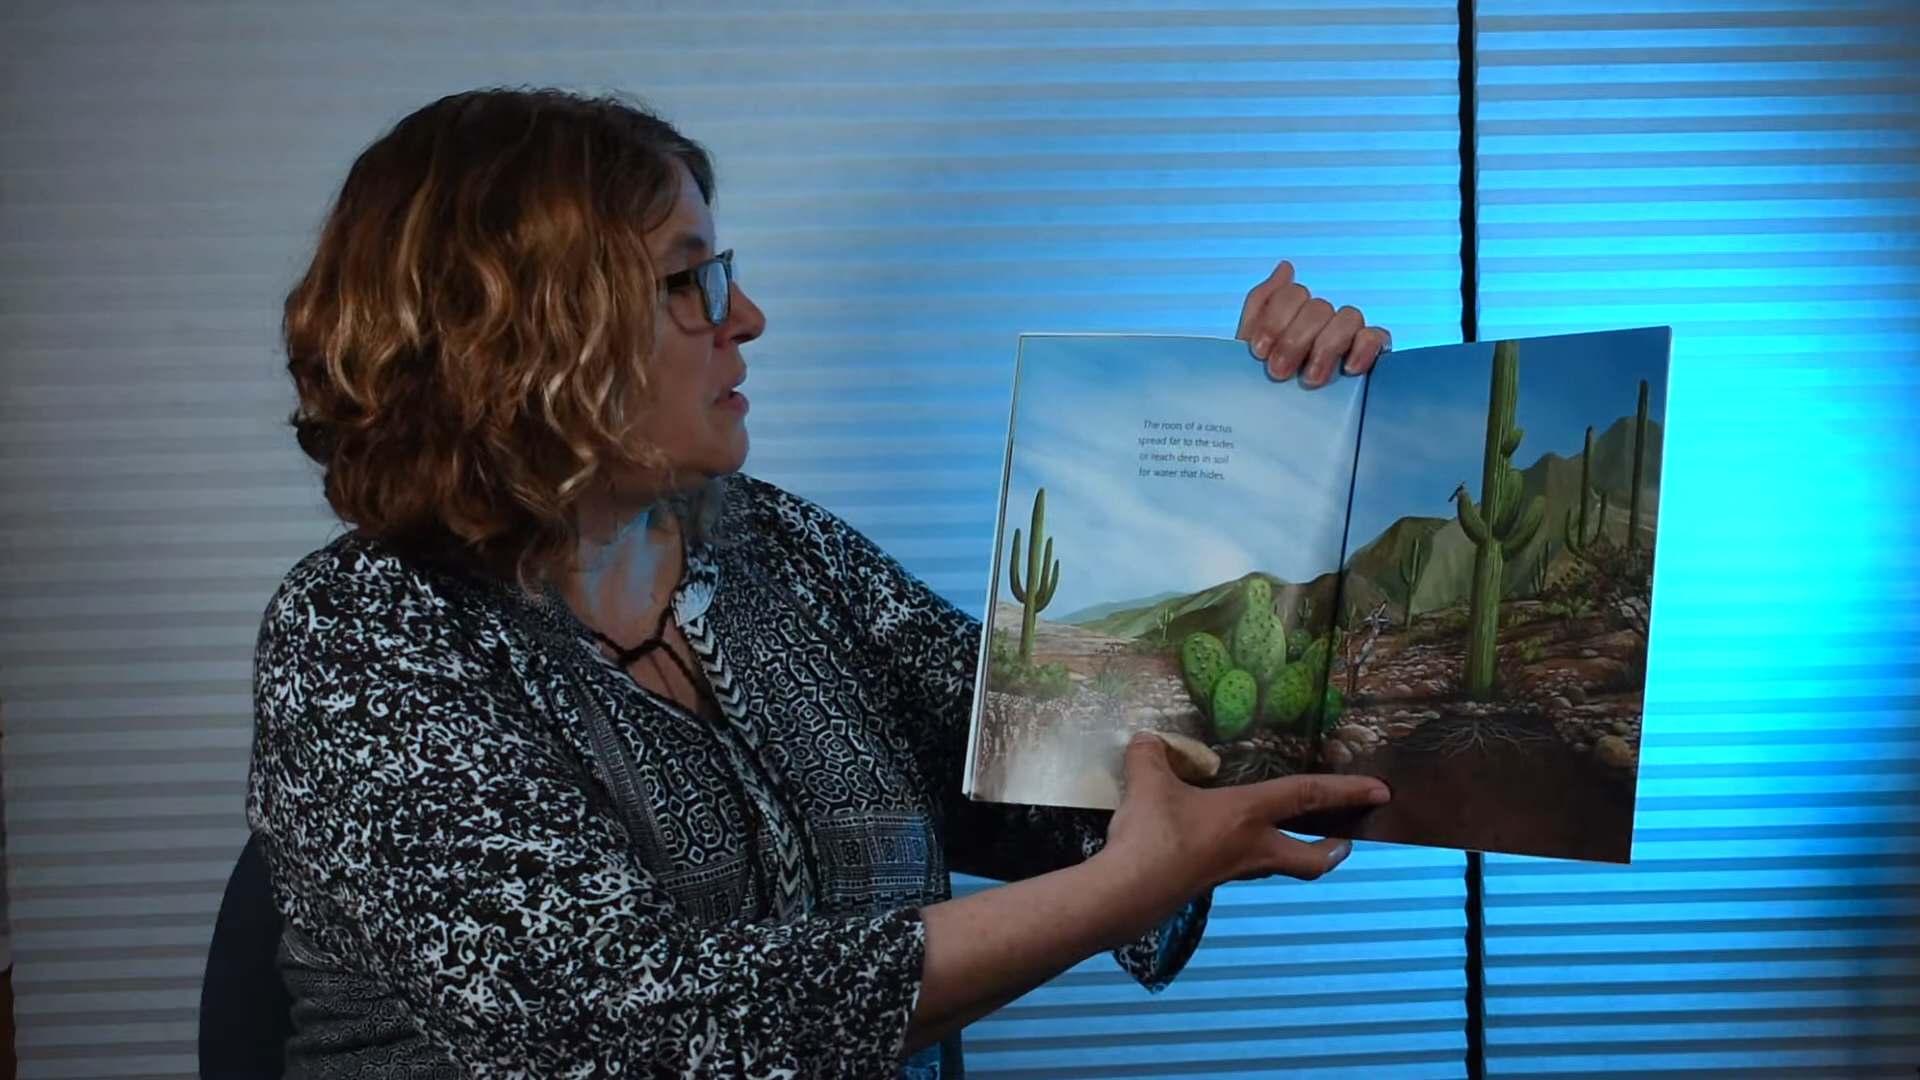 The roots of a cactus
spread far to the sides
or reach deep in soil
for water that hides.